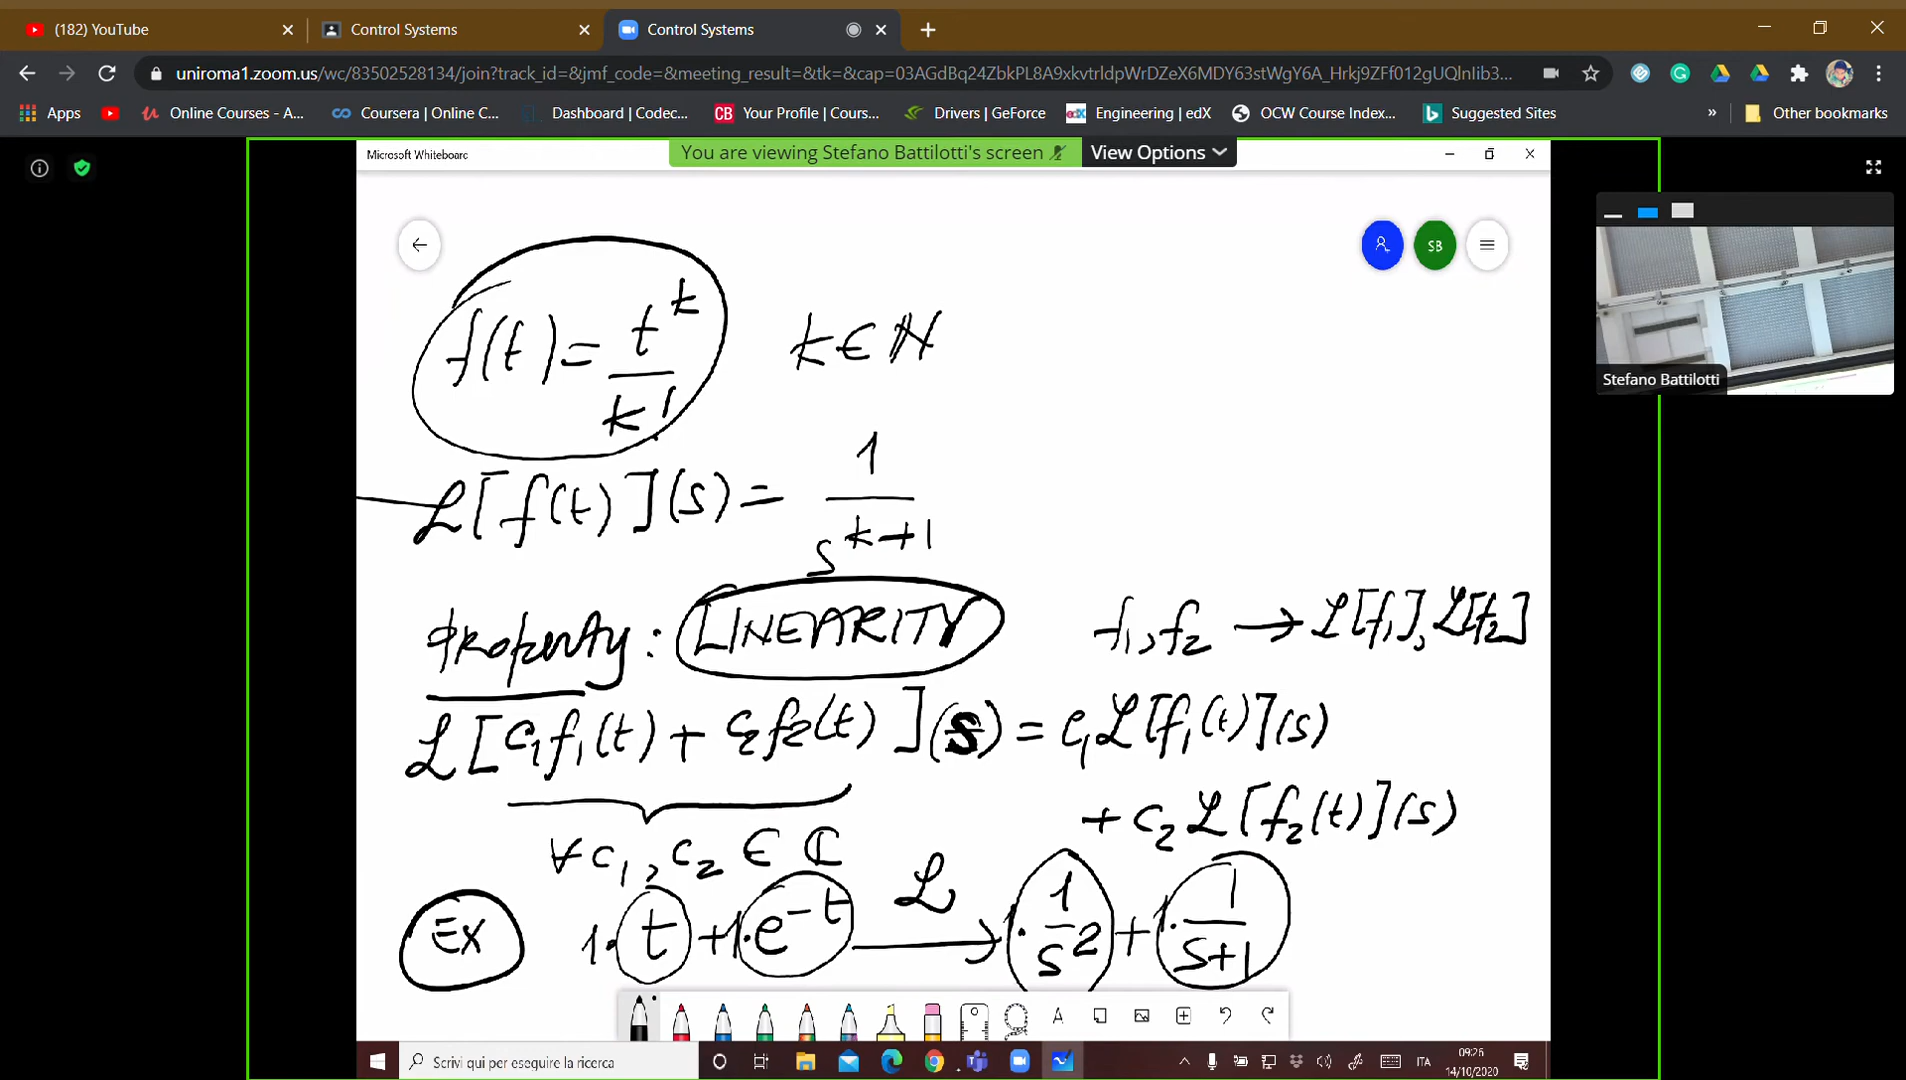 (182) YouTube
Control Systems
Control Systems
uniroma1.zoom.us/wc/83502528134/join?track_id=&jmf_code=&meeting_result=&tk=&cap=
Apps
Online Courses - A...
Coursera | Online C...
Dashboard | Codec...
Your Profile | Cours...
Drivers | GeForce
Engineering | edX
OCW Course Index...
Suggested Sites
»
Other bookmarks
Microsoft Whiteboard
You are viewing Stefano Battilotti's screen
View Options
SB
Stefano Battilotti
f(t) = t^k / k! k ∈ ℕ
ℒ[f(t)](s) = 1 / s^(k+1)
Property: LINEARITY f₁, f₂ → ℒ[f₁], ℒ[f₂]
ℒ[c₁f₁(t) + c₂f₂(t)](s) = c₁ℒ[f₁(t)](s)
+ c₂ℒ[f₂(t)](s)
∀ c₁, c₂ ∈ ℂ
EX 1·t + 1·e^(-t) ℒ→ 1·1/s² + 1·1/(s+1)
Scrivi qui per eseguire la ricerca
ITA
09:26
14/10/2020